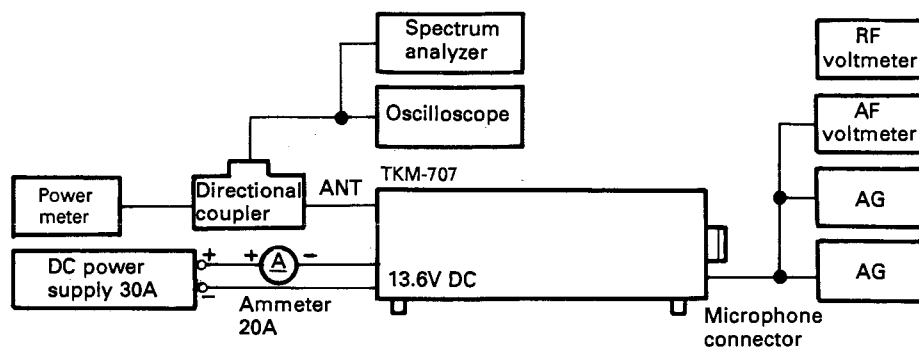 Spectrum
analyzer
Oscilloscope
RF
voltmeter
AF
voltmeter
AG
AG
Power
meter
Directional
coupler
ANT
TKM-707
DC power
supply 30A
+
−
+
A
−
Ammeter
20A
13.6V DC
Microphone
connector